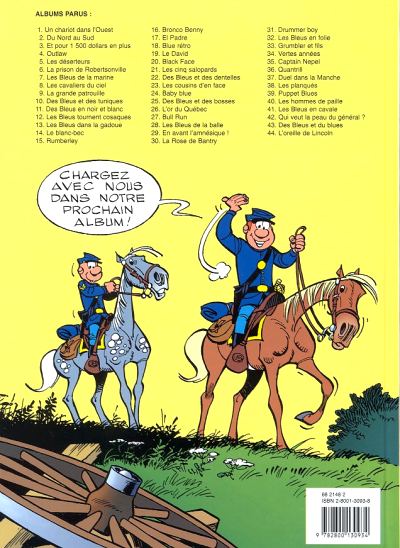 ALBUMS PARUS :
1. Un chariot dans l'Ouest
2. Du Nord au Sud
3. Et pour 1 500 dollars en plus
4. Outlaw
5. Les déserteurs
6. La prison de Robertsonville
7. Les Bleus de la marine
8. Les cavaliers du ciel
9. La grande patrouille
10. Des Bleus et des tuniques
11. Des Bleus en noir et blanc
12. Les Bleus tournent cosaques
13. Les Bleus dans la gadoue
14. Le blanc-bec
15. Rumberley
16. Bronco Benny
17. El Padre
18. Blue rétro
19. Le David
20. Black Face
21. Les cinq salopards
22. Des Bleus et des dentelles
23. Les cousins d'en face
24. Baby blue
25. Des Bleus et des bosses
26. L'or du Québec
27. Bull Run
28. Les Bleus de la balle
29. En avant l'amnésique !
30. La Rose de Bantry
31. Drummer boy
32. Les Bleus en folie
33. Grumbler et fils
34. Vertes années
35. Captain Nepel
36. Quantrill
37. Duel dans la Manche
38. Les planqués
39. Puppet Blues
40. Les hommes de paille
41. Les Bleus en cavale
42. Qui veut la peau du général ?
43. Des Bleus et du blues
44. L'oreille de Lincoln
CHARGEZ
AVEC NOUS
DANS NOTRE
PROCHAIN
ALBUM!
68 2148 2
ISBN 2-8001-3093-8
9 782800 130934